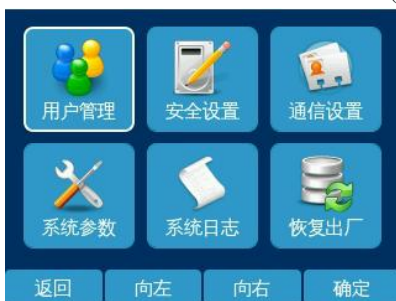 用户管理
安全设置
通信设置
系统参数
系统日志
恢复出厂
返回
向左
向右
确定